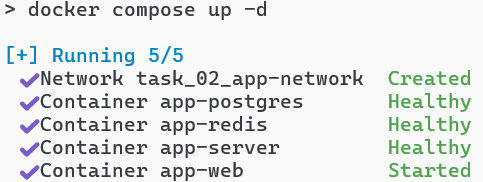 > docker compose up -d
[+] Running 5/5
✔Network task_02_app-network Created
✔Container app-postgres Healthy
✔Container app-redis Healthy
✔Container app-server Healthy
✔Container app-web Started